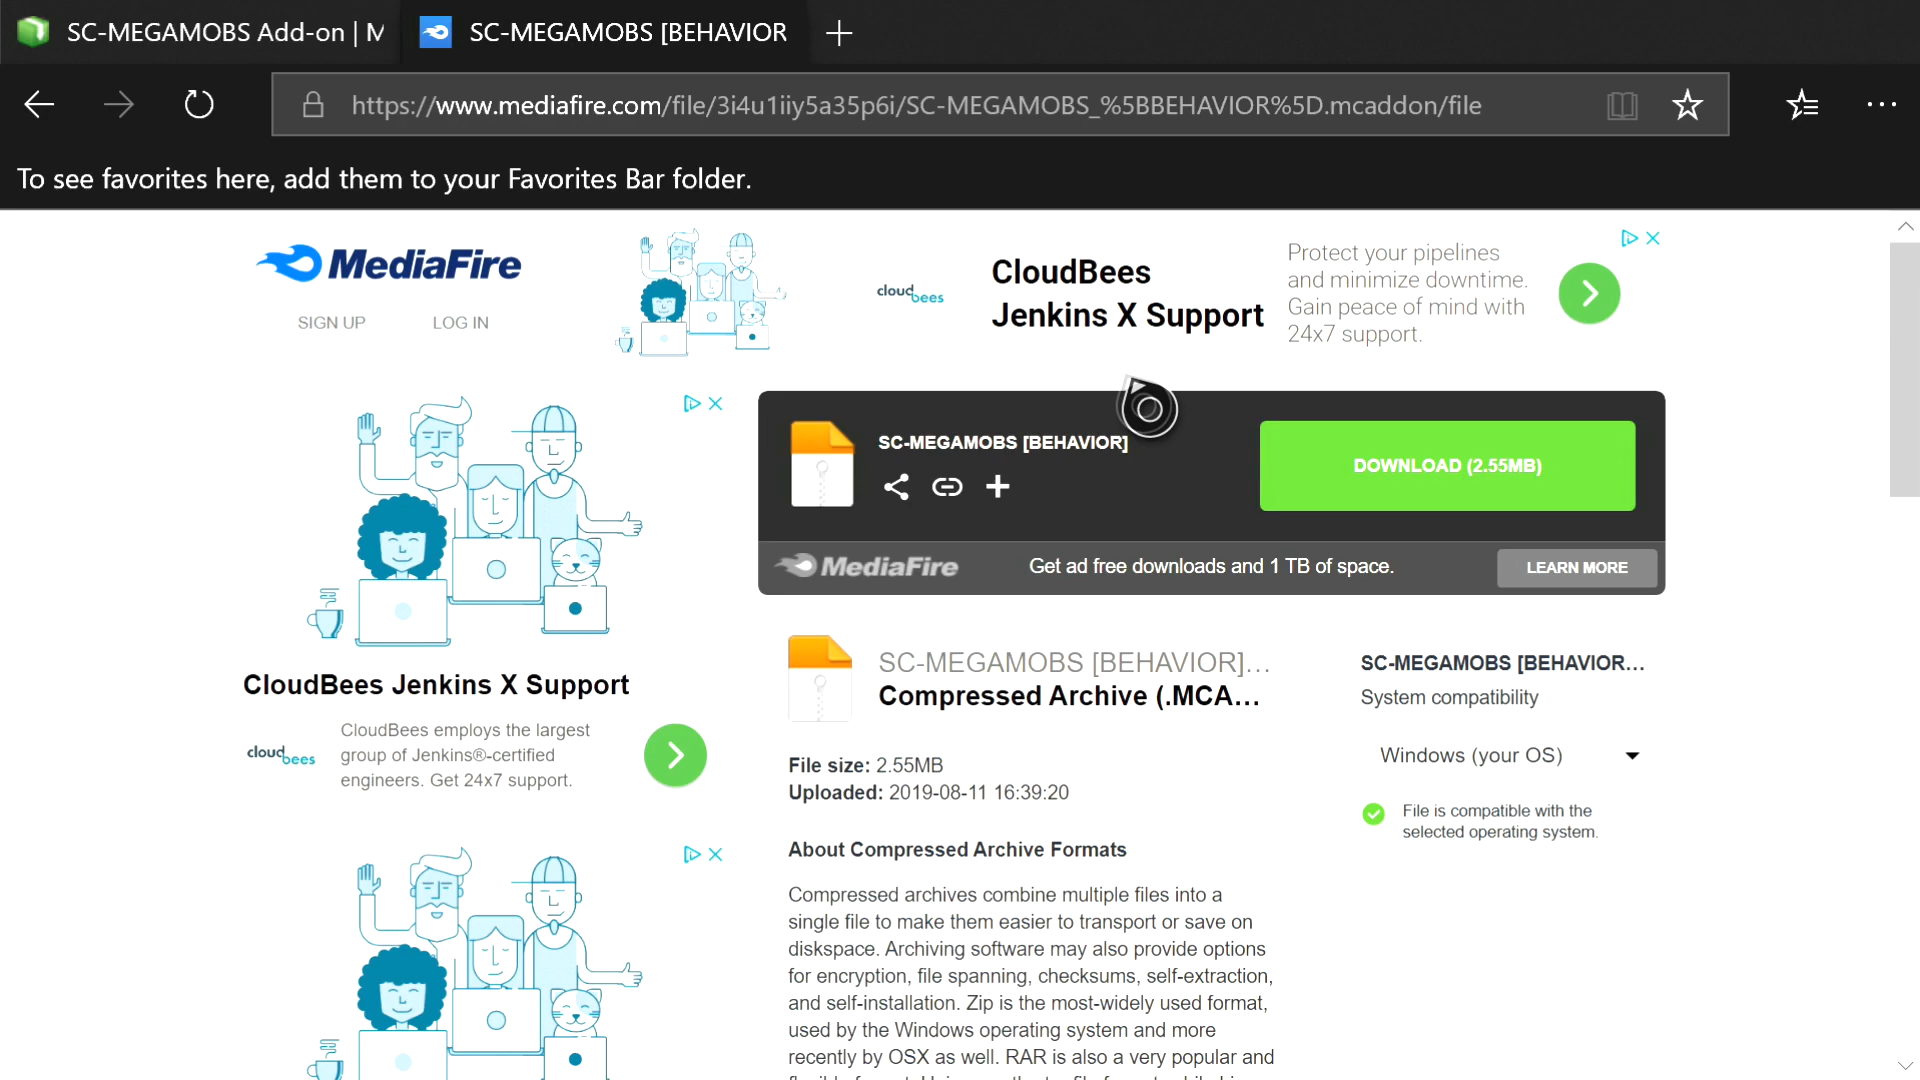 SC-MEGAMOBS Add-on | M
SC-MEGAMOBS [BEHAVIOR
https://www.mediafire.com/file/3i4u1iiy5a35p6i/SC-MEGAMOBS_%5BBEHAVIOR%5D.mcaddon/file
To see favorites here, add them to your Favorites Bar folder.
MediaFire
SIGN UP LOG IN
cloudbees
CloudBees
Jenkins X Support
Protect your pipelines
and minimize downtime.
Gain peace of mind with
24x7 support.
SC-MEGAMOBS [BEHAVIOR]
DOWNLOAD (2.55MB)
MediaFire
Get ad free downloads and 1 TB of space.
LEARN MORE
CloudBees Jenkins X Support
cloudbees
CloudBees employs the largest
group of Jenkins®-certified
engineers. Get 24x7 support.
SC-MEGAMOBS [BEHAVIOR]...
Compressed Archive (.MCA...
File size: 2.55MB
Uploaded: 2019-08-11 16:39:20
SC-MEGAMOBS [BEHAVIOR...
System compatibility
Windows (your OS)
File is compatible with the
selected operating system.
About Compressed Archive Formats
Compressed archives combine multiple files into a
single file to make them easier to transport or save on
diskspace. Archiving software may also provide options
for encryption, file spanning, checksums, self-extraction,
and self-installation. Zip is the most-widely used format,
used by the Windows operating system and more
recently by OSX as well. RAR is also a very popular and